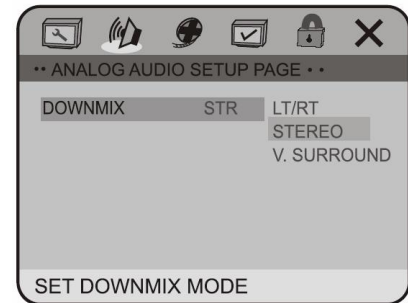 •• ANALOG AUDIO SETUP PAGE ••
DOWNMIX STR LT/RT
STEREO
V. SURROUND
SET DOWNMIX MODE